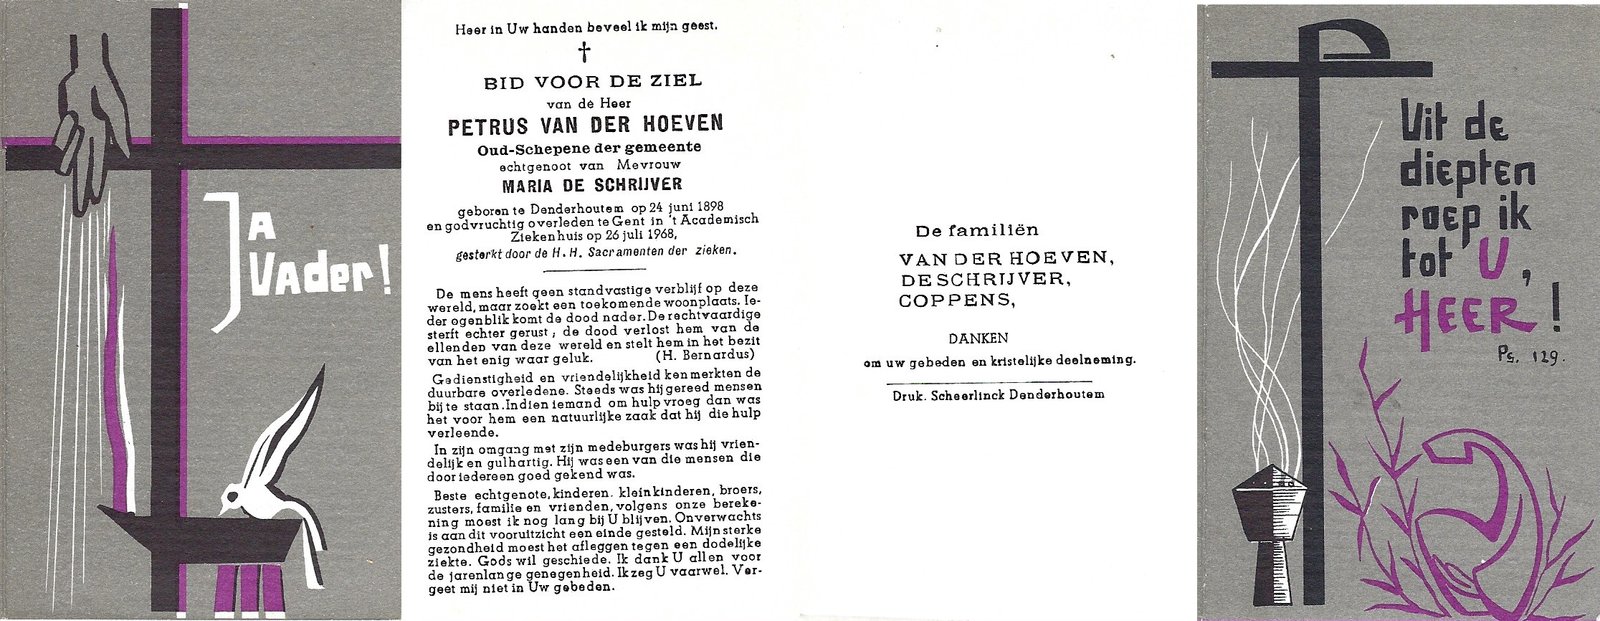 JA
VAder!
Heer in Uw handen beveel ik mijn geest.
†
BID VOOR DE ZIEL
van de Heer
PETRUS VAN DER HOEVEN
Oud-Schepene der gemeente
echtgenoot van Mevrouw
MARIA DE SCHRIJVER
geboren te Denderhoutem op 24 juni 1898
en godvruchtig overleden te Gent in 't Academisch
Ziekenhuis op 26 juli 1968,
gesterkt door de H. H. Sacramenten der zieken.
De mens heeft geen standvastige verblijf op deze
wereld, maar zoekt een toekomende woonplaats. Ie-
der ogenblik komt de dood nader. De rechtvaardige
sterft echter gerust; de dood verlost hem van de
ellenden van deze wereld en stelt hem in het bezit
van het enig waar geluk. (H. Bernardus)
Gedienstigheid en vriendelijkheid kenmerkten de
duurbare overledene. Steeds was hij gereed mensen
bij te staan. Indien iemand om hulp vroeg dan was
het voor hem een natuurlijke zaak dat hij die hulp
verleende.
In zijn omgang met zijn medeburgers was hij vrien-
delijk en gulhartig. Hij was een van die mensen die
door iedereen goed gekend was.
Beste echtgenote, kinderen. kleinkinderen, broers,
zusters, familie en vrienden, volgens onze bereke-
ning moest ik nog lang bij U blijven. Onverwachts
is aan dit vooruitzicht een einde gesteld. Mijn sterke
gezondheid moest het afleggen tegen een dodelijke
ziekte. Gods wil geschiede. Ik dank U allen voor
de jarenlange genegenheid. Ik zeg U vaarwel. Ver-
geet mij niet in Uw gebeden.
De familiën
VAN DER HOEVEN,
DE SCHRIJVER,
COPPENS,
DANKEN
om uw gebeden en kristelijke deelneming.
Druk. Scheerlinck Denderhoutem
Uit de
diepten
roep ik
tot U,
HEER!
Ps. 129.